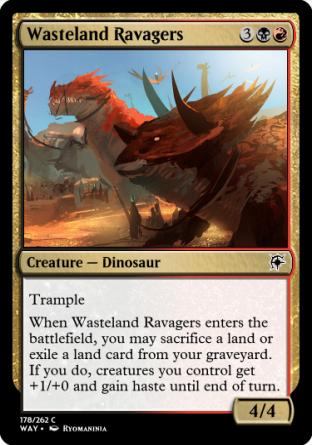 Wasteland Ravagers 3
Creature — Dinosaur
Trample
When Wasteland Ravagers enters the
battlefield, you may sacrifice a land or
exile a land card from your graveyard.
If you do, creatures you control get
+1/+0 and gain haste until end of turn.
4/4
178/262 C
WAY • Ryomaninia